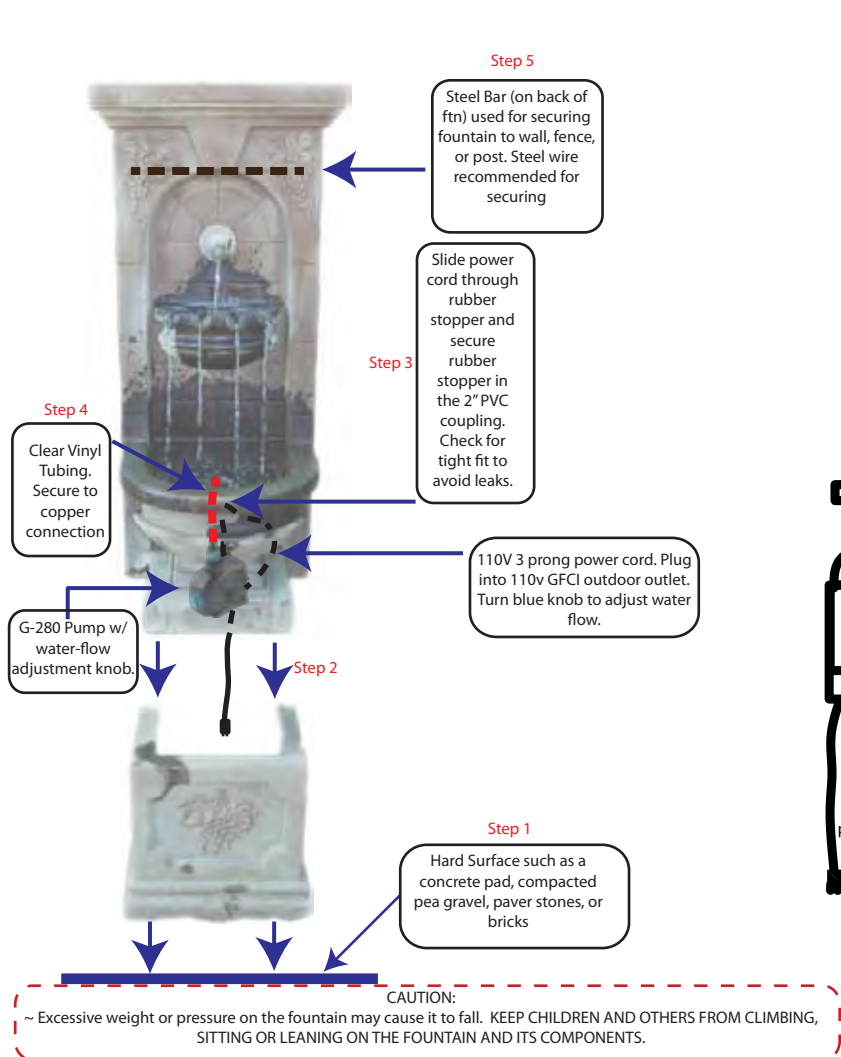 Step 5
Steel Bar (on back of
ftn) used for securing
fountain to wall, fence,
or post. Steel wire
recommended for
securing
Slide power
cord through
rubber
stopper and
secure
rubber
stopper in
the 2" PVC
coupling.
Check for
tight fit to
avoid leaks.
Step 3
Step 4
Clear Vinyl
Tubing.
Secure to
copper
connection
110V 3 prong power cord. Plug
into 110v GFCI outdoor outlet.
Turn blue knob to adjust water
flow.
G-280 Pump w/
water-flow
adjustment knob.
Step 2
Step 1
Hard Surface such as a
concrete pad, compacted
pea gravel, paver stones, or
bricks
CAUTION:
~ Excessive weight or pressure on the fountain may cause it to fall. KEEP CHILDREN AND OTHERS FROM CLIMBING,
SITTING OR LEANING ON THE FOUNTAIN AND ITS COMPONENTS.